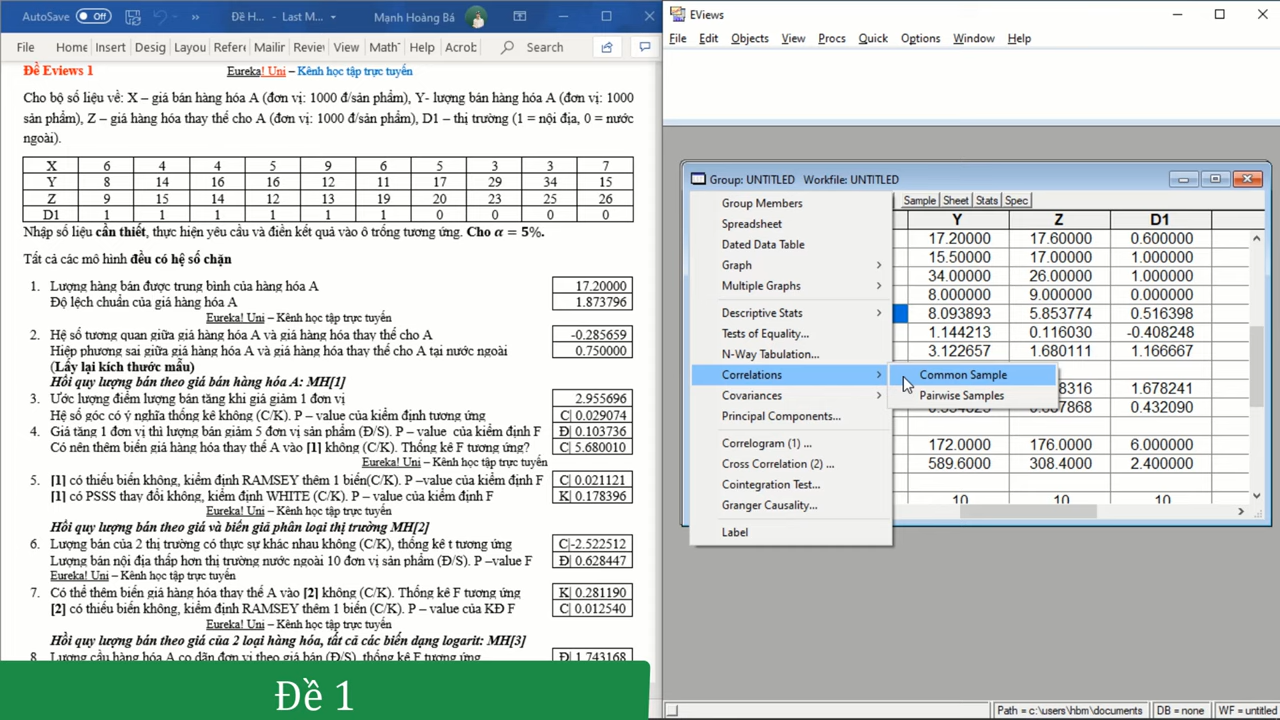 AutoSave Off » Đề H... - Last M... Mạnh Hoàng Bá
File Home Insert Desig Layou Refere Mailir Review View Math' Help Acrob Search
Đề Eviews 1 Eureka! Uni – Kênh học tập trực tuyến
Cho bộ số liệu về: X – giá bán hàng hóa A (đơn vị: 1000 đ/sản phẩm), Y- lượng bán hàng hóa A (đơn vị: 1000
sản phẩm), Z – giá hàng hóa thay thế cho A (đơn vị: 1000 đ/sản phẩm), D1 – thị trường (1 = nội địa, 0 = nước
ngoài).
X 6 4 4 5 9 6 5 3 3 7
Y 8 14 16 16 12 11 17 29 34 15
Z 9 15 14 12 13 19 20 23 25 26
D1 1 1 1 1 1 1 0 0 0 0
Nhập số liệu cần thiết, thực hiện yêu cầu và điền kết quả vào ô trống tương ứng. Cho α = 5%.
Tất cả các mô hình đều có hệ số chặn
1. Lượng hàng bán được trung bình của hàng hóa A 17.20000
Độ lệch chuẩn của giá hàng hóa A 1.873796
Eureka! Uni – Kênh học tập trực tuyến
2. Hệ số tương quan giữa giá hàng hóa A và giá hàng hóa thay thế cho A -0.285659
Hiệp phương sai giữa giá hàng hóa A và giá hàng hóa thay thế cho A tại nước ngoài 0.750000
(Lấy lại kích thước mẫu)
Hồi quy lượng bán theo giá bán hàng hóa A: MH[1]
3. Ước lượng điểm lượng bán tăng khi giá giảm 1 đơn vị 2.955696
Hệ số góc có ý nghĩa thống kê không (C/K). P – value của kiểm định tương ứng C| 0.029074
4. Giá tăng 1 đơn vị thì lượng bán giảm 5 đơn vị sản phẩm (Đ/S). P – value của kiểm định F Đ| 0.103736
Có nên thêm biến giá hàng hóa thay thế A vào [1] không (C/K). Thống kê F tương ứng? C| 5.680010
Eureka! Uni – Kênh học tập trực tuyến
5. [1] có thiếu biến không, kiểm định RAMSEY thêm 1 biến(C/K). P – value của kiểm định F C| 0.021121
[1] có PSSS thay đổi không, kiểm định WHITE (C/K). P – value của kiểm định F K| 0.178396
Eureka! Uni – Kênh học tập trực tuyến
Hồi quy lượng bán theo giá và biến giả phân loại thị trường MH[2]
6. Lượng bán của 2 thị trường có thực sự khác nhau không (C/K), thống kê t tương ứng C|-2.522512
Lượng bán nội địa thấp hơn thị trường nước ngoài 10 đơn vị sản phẩm (Đ/S). P –value F Đ| 0.628447
Eureka! Uni – Kênh học tập trực tuyến
7. Có thể thêm biến giá hàng hóa thay thế A vào [2] không (C/K). Thống kê F tương ứng K| 0.281190
[2] có thiếu biến không, kiểm định RAMSEY thêm 1 biến (C/K). P – value của KĐ F C| 0.012540
Eureka! Uni – Kênh học tập trực tuyến
Hồi quy lượng bán theo giá của 2 loại hàng hóa, tất cả các biến dạng logarit: MH[3]
8. Lượng cầu hàng hóa A co dãn đơn vị theo giá bán (Đ/S), thống kê F tương ứng Đ| 1.743168
Đề 1
EViews
File Edit Objects View Procs Quick Options Window Help
Group: UNTITLED Workfile: UNTITLED
Sample Sheet Stats Spec
Y Z D1
17.20000 17.60000 0.600000
15.50000 17.00000 1.000000
34.00000 26.00000 1.000000
8.000000 9.000000 0.000000
8.093893 5.853774 0.516398
1.144213 0.116030 -0.408248
3.122657 1.680111 1.166667
1.678241
0.432090
172.0000 176.0000 6.000000
589.6000 308.4000 2.400000
10 10 10
Group Members
Spreadsheet
Dated Data Table
Graph
Multiple Graphs
Descriptive Stats
Tests of Equality...
N-Way Tabulation...
Correlations
Covariances
Principal Components...
Correlogram (1) ...
Cross Correlation (2) ...
Cointegration Test...
Granger Causality...
Label
Common Sample
Pairwise Samples
Path = c:\users\hbm\documents DB = none WF = untitled